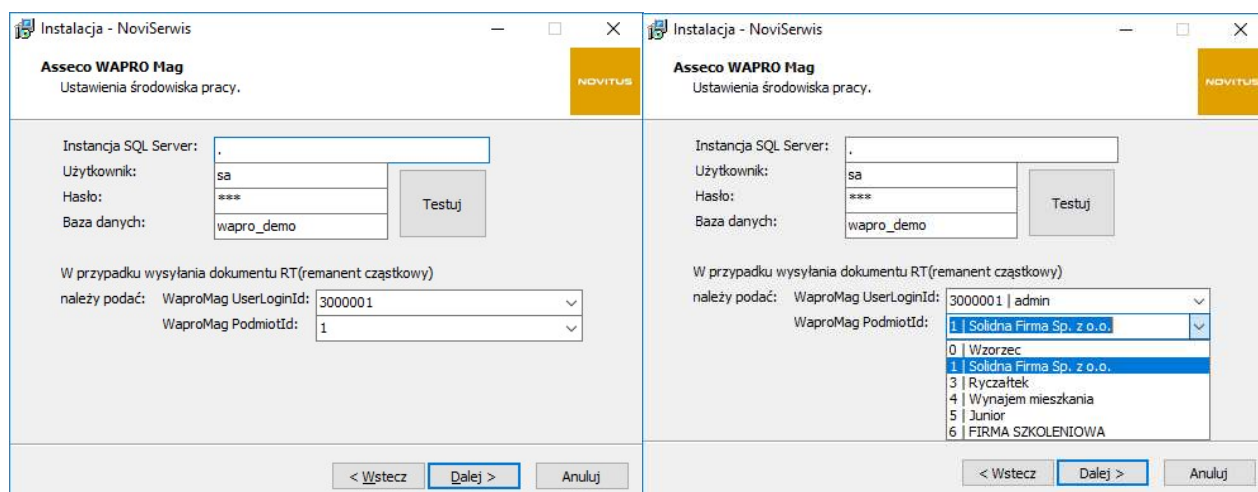 Instalacja - NoviSerwis
Asseco WAPRO Mag
Ustawienia środowiska pracy.
NOVITUS
Instancja SQL Server:
.
Użytkownik:
sa
Hasło:
***
Testuj
Baza danych:
wapro_demo
W przypadku wysyłania dokumentu RT(remanent cząstkowy)
należy podać: WaproMag UserLoginId: 3000001
WaproMag PodmiotId: 1
< Wstecz
Dalej >
Anuluj
Instalacja - NoviSerwis
Asseco WAPRO Mag
Ustawienia środowiska pracy.
NOVITUS
Instancja SQL Server:
.
Użytkownik:
sa
Hasło:
***
Testuj
Baza danych:
wapro_demo
W przypadku wysyłania dokumentu RT(remanent cząstkowy)
należy podać: WaproMag UserLoginId: 3000001 | admin
WaproMag PodmiotId: 1 | Solidna Firma Sp. z o.o.
0 | Wzorzec
1 | Solidna Firma Sp. z o.o.
3 | Ryczałtek
4 | Wynajem mieszkania
5 | Junior
6 | FIRMA SZKOLENIOWA
< Wstecz
Dalej >
Anuluj